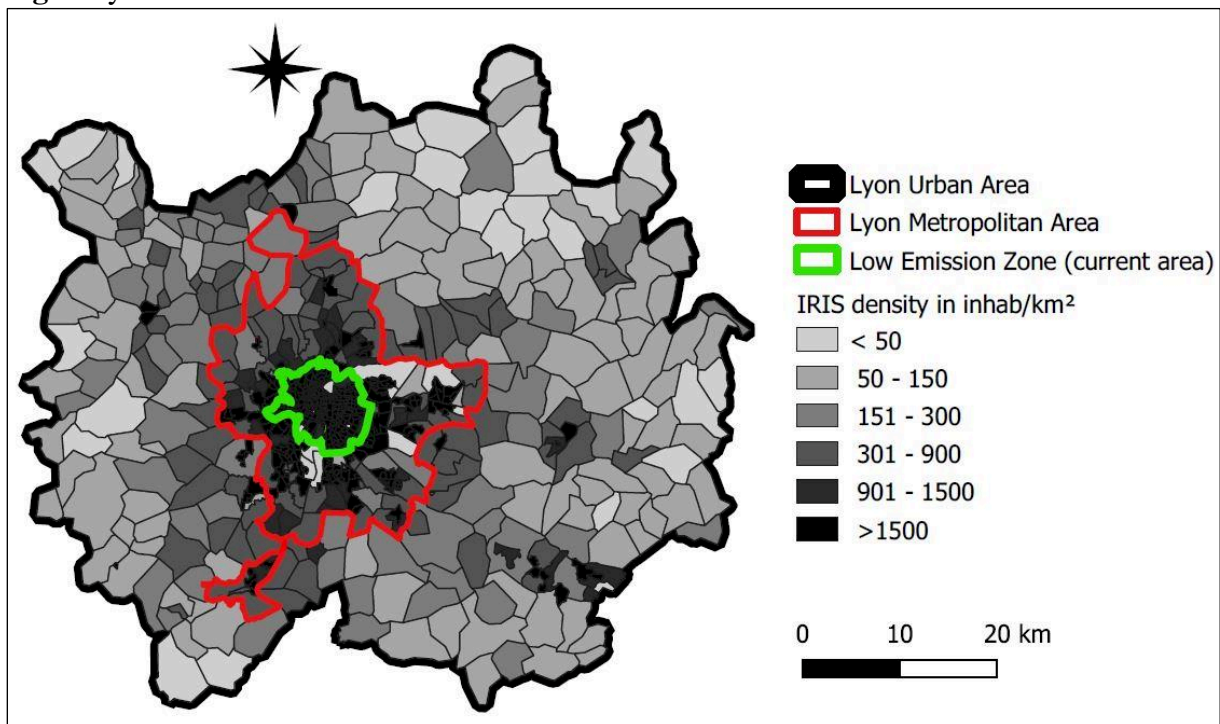 Lyon Urban Area
Lyon Metropolitan Area
Low Emission Zone (current area)
IRIS density in inhab/km²
< 50
50 - 150
151 - 300
301 - 900
901 - 1500
>1500
0 10 20 km